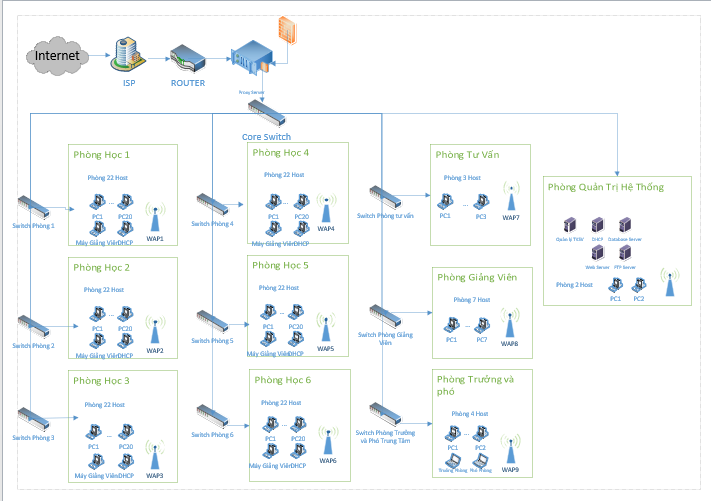 Internet
ISP
ROUTER
Proxy Server
Core Switch
Phòng Học 1
Phòng 22 Host
PC1
...
PC20
Máy Giảng Viên
DHCP
WAP1
Switch Phòng 1
Phòng Học 2
Phòng 22 Host
PC1
...
PC20
Máy Giảng Viên
DHCP
WAP2
Switch Phòng 2
Phòng Học 3
Phòng 22 Host
PC1
...
PC20
Máy Giảng Viên
DHCP
WAP3
Switch Phòng 3
Phòng Học 4
Phòng 22 Host
PC1
...
PC20
Máy Giảng Viên
DHCP
WAP4
Switch Phòng 4
Phòng Học 5
Phòng 22 Host
PC1
...
PC20
Máy Giảng Viên
DHCP
WAP5
Switch Phòng 5
Phòng Học 6
Phòng 22 Host
PC1
...
PC20
Máy Giảng Viên
DHCP
WAP6
Switch Phòng 6
Phòng Tư Vấn
Phòng 3 Host
PC1
...
PC3
WAP7
Switch Phòng tư vấn
Phòng Giảng Viên
Phòng 7 Host
PC1
...
PC7
WAP8
Switch Phòng Giảng
Viên
Phòng Trưởng và
phó
Phòng 4 Host
PC1
...
PC2
Trưởng Phòng
Phó Phòng
WAP9
Switch Phòng Trưởng
và Phó Trung Tâm
Phòng Quản Trị Hệ Thống
Quản lý
DHCP
Database Server
Web Server
FTP Server
Phòng 2 Host
PC1
PC2